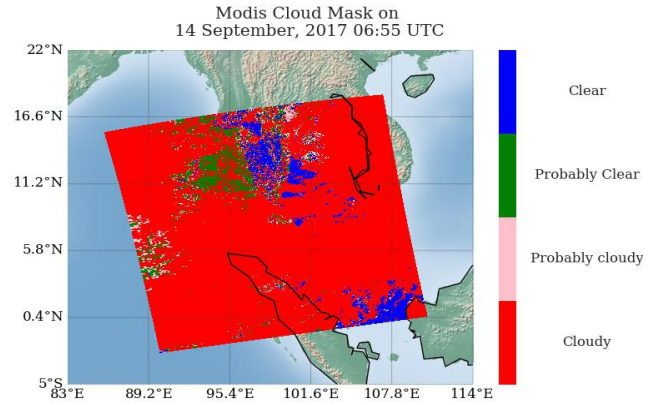 Modis Cloud Mask on
14 September, 2017 06:55 UTC
22°N
16.6°N
11.2°N
5.8°N
0.4°N
5°S
83°E 89.2°E 95.4°E 101.6°E 107.8°E 114°E
Clear
Probably Clear
Probably cloudy
Cloudy